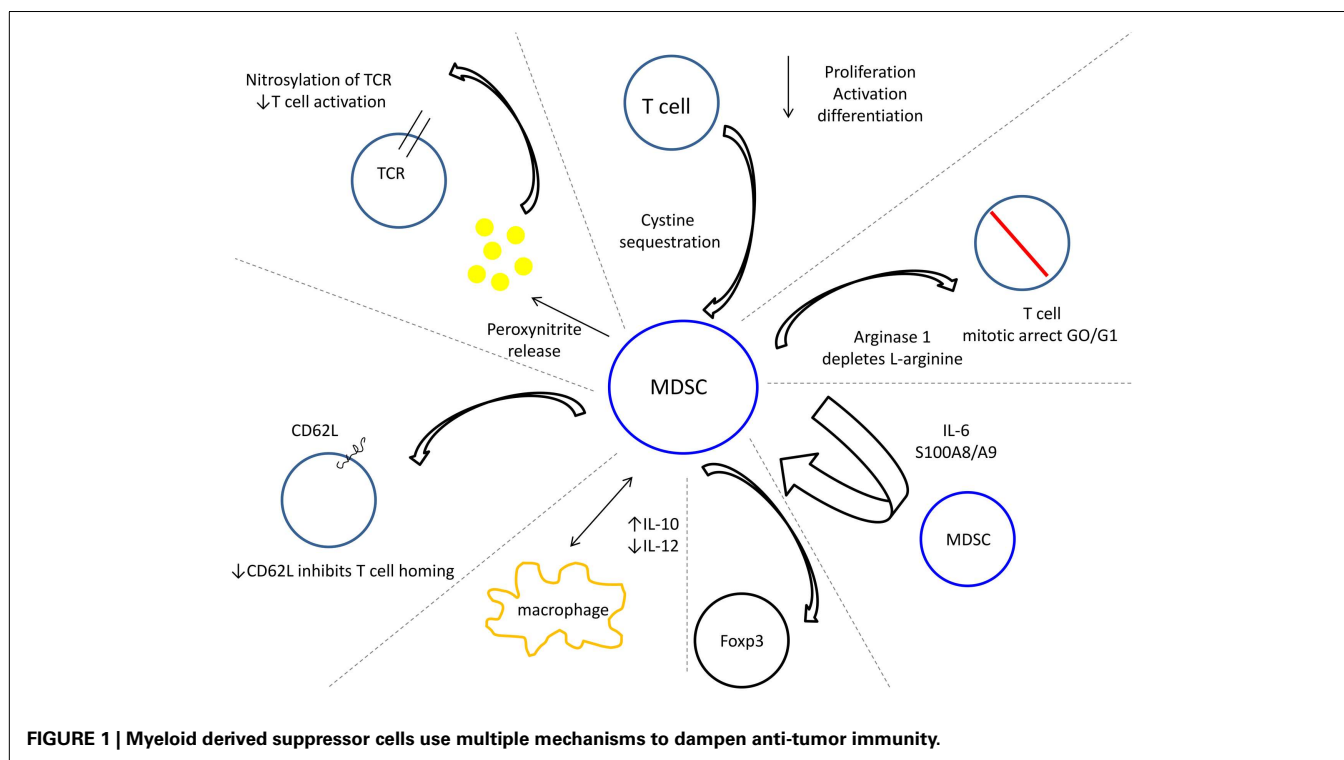 Nitrosylation of TCR
↓T cell activation
TCR
T cell
Proliferation
Activation
differentiation
Cystine
sequestration
Peroxynitrite
release
Arginase 1
depletes L-arginine
T cell
mitotic arrect GO/G1
MDSC
IL-6
S100A8/A9
MDSC
CD62L
↓CD62L inhibits T cell homing
↑IL-10
↓IL-12
macrophage
Foxp3
FIGURE 1 | Myeloid derived suppressor cells use multiple mechanisms to dampen anti-tumor immunity.